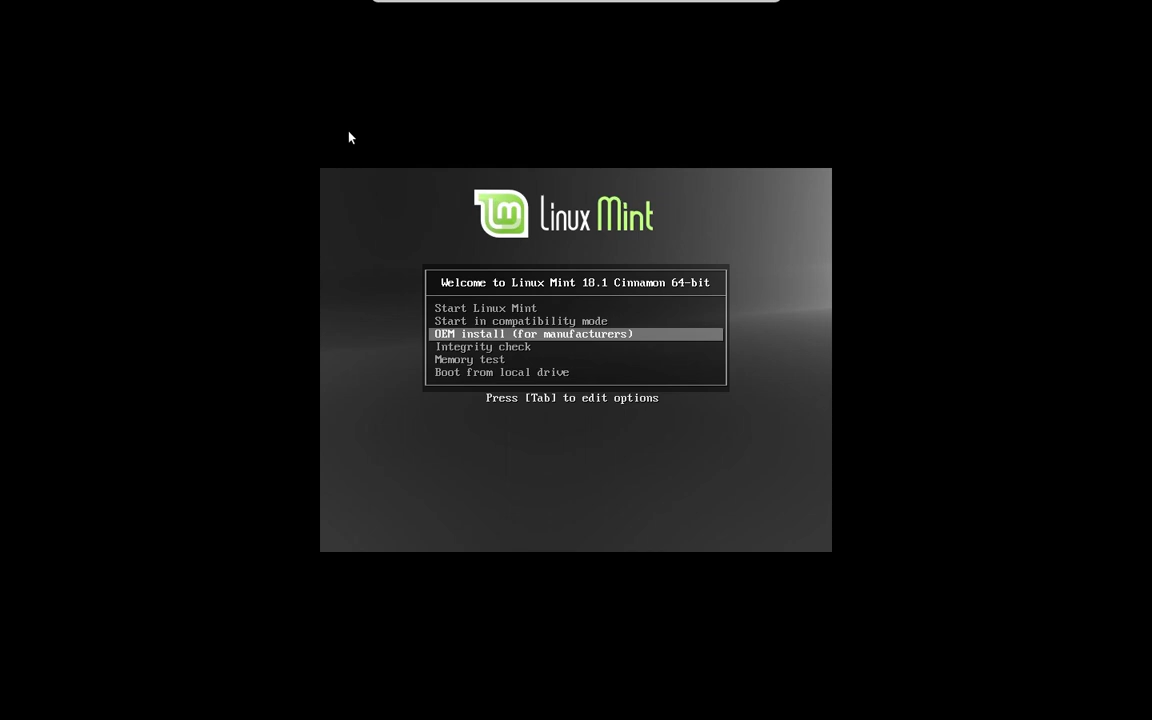 Linux Mint
Welcome to Linux Mint 18.1 Cinnamon 64-bit
Start Linux Mint
Start in compatibility mode
OEM install (for manufacturers)
Integrity check
Memory test
Boot from local drive
Press [Tab] to edit options